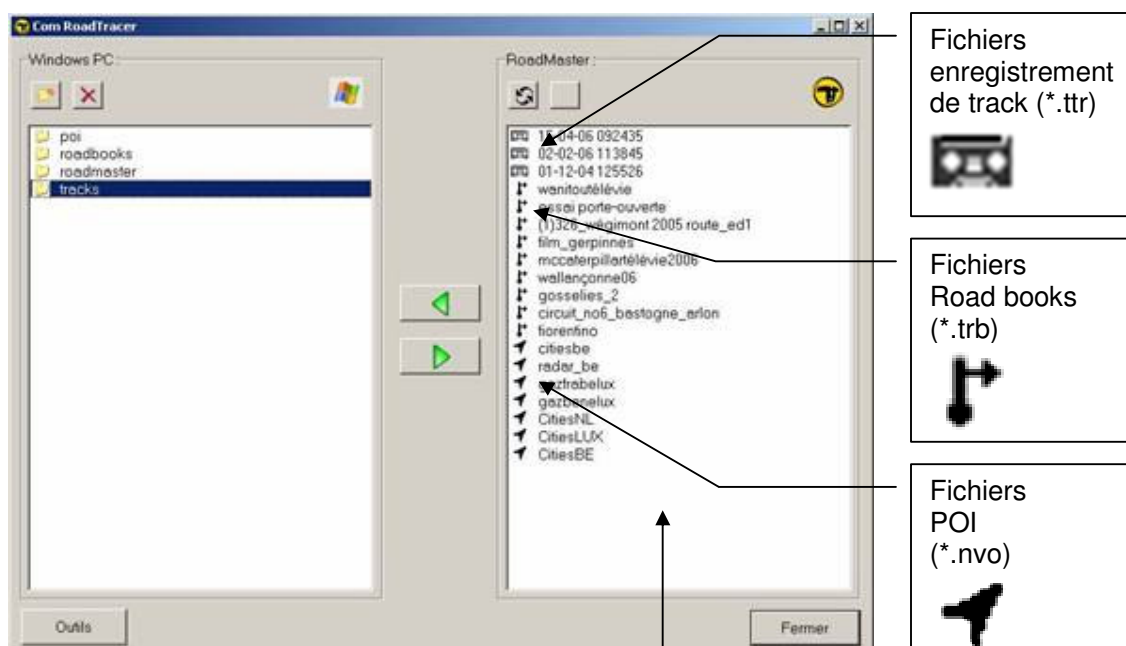 Com RoadTracer
Windows PC :
poi
roadbooks
roadmaster
tracks
Outils
RoadMaster :
15-04-06 092435
02-02-06 113845
01-12-04 125526
wanitoutélévie
essai porte-ouverte
(1)326_wégimont 2005 route_ed1
film_gerpinnes
mccaterpillartélévie2006
wallançonne06
gosselies_2
circuit_no6_bastogne_arlon
fiorentino
citiesbe
radar_be
gazfrabelux
gazbenelux
CitiesNL
CitiesLUX
CitiesBE
Fermer
Fichiers
enregistrement
de track (*.ttr)
Fichiers
Road books
(*.trb)
Fichiers
POI
(*.nvo)